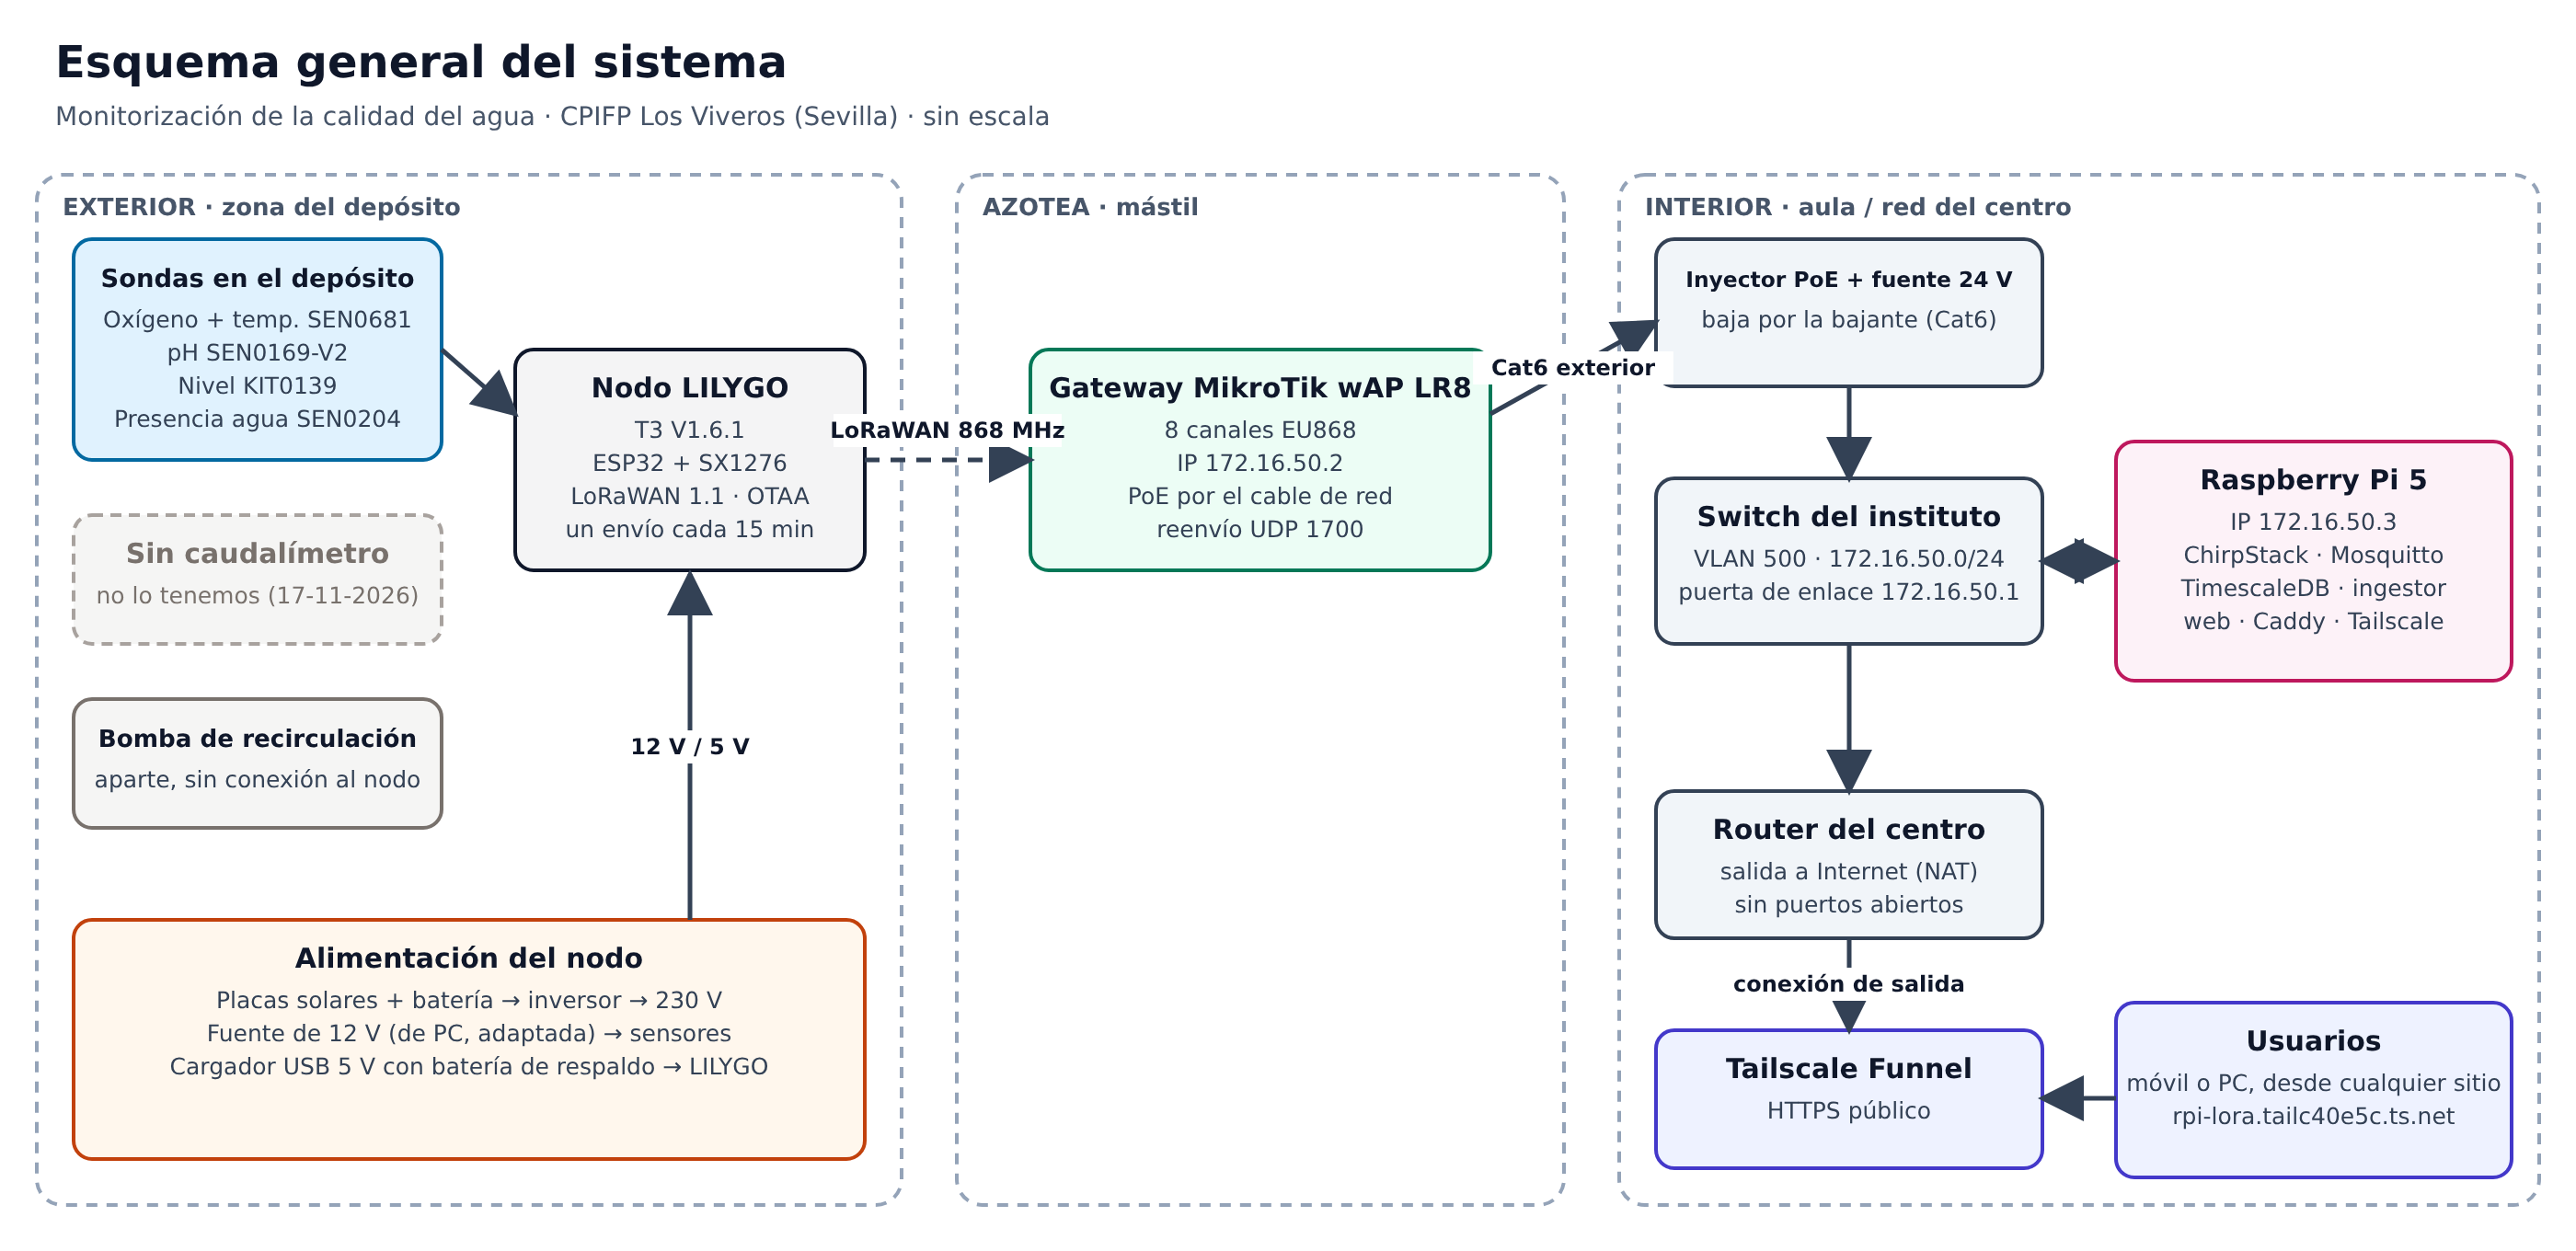 Esquema general del sistema
Monitorización de la calidad del agua · CPIFP Los Viveros (Sevilla) · sin escala
EXTERIOR · zona del depósito
Sondas en el depósito
Oxígeno + temp. SEN0681
pH SEN0169-V2
Nivel KIT0139
Presencia agua SEN0204
Sin caudalímetro
no lo tenemos (17-11-2026)
Bomba de recirculación
aparte, sin conexión al nodo
Nodo LILYGO
T3 V1.6.1
ESP32 + SX1276
LoRaWAN 1.1 · OTAA
un envío cada 15 min
12 V / 5 V
Alimentación del nodo
Placas solares + batería → inversor → 230 V
Fuente de 12 V (de PC, adaptada) → sensores
Cargador USB 5 V con batería de respaldo → LILYGO
LoRaWAN 868 MHz
AZOTEA · mástil
Gateway MikroTik wAP LR8
8 canales EU868
IP 172.16.50.2
PoE por el cable de red
reenvío UDP 1700
Cat6 exterior
INTERIOR · aula / red del centro
Inyector PoE + fuente 24 V
baja por la bajante (Cat6)
Switch del instituto
VLAN 500 · 172.16.50.0/24
puerta de enlace 172.16.50.1
Raspberry Pi 5
IP 172.16.50.3
ChirpStack · Mosquitto
TimescaleDB · ingestor
web · Caddy · Tailscale
Router del centro
salida a Internet (NAT)
sin puertos abiertos
conexión de salida
Tailscale Funnel
HTTPS público
Usuarios
móvil o PC, desde cualquier sitio
rpi-lora.tailc40e5c.ts.net